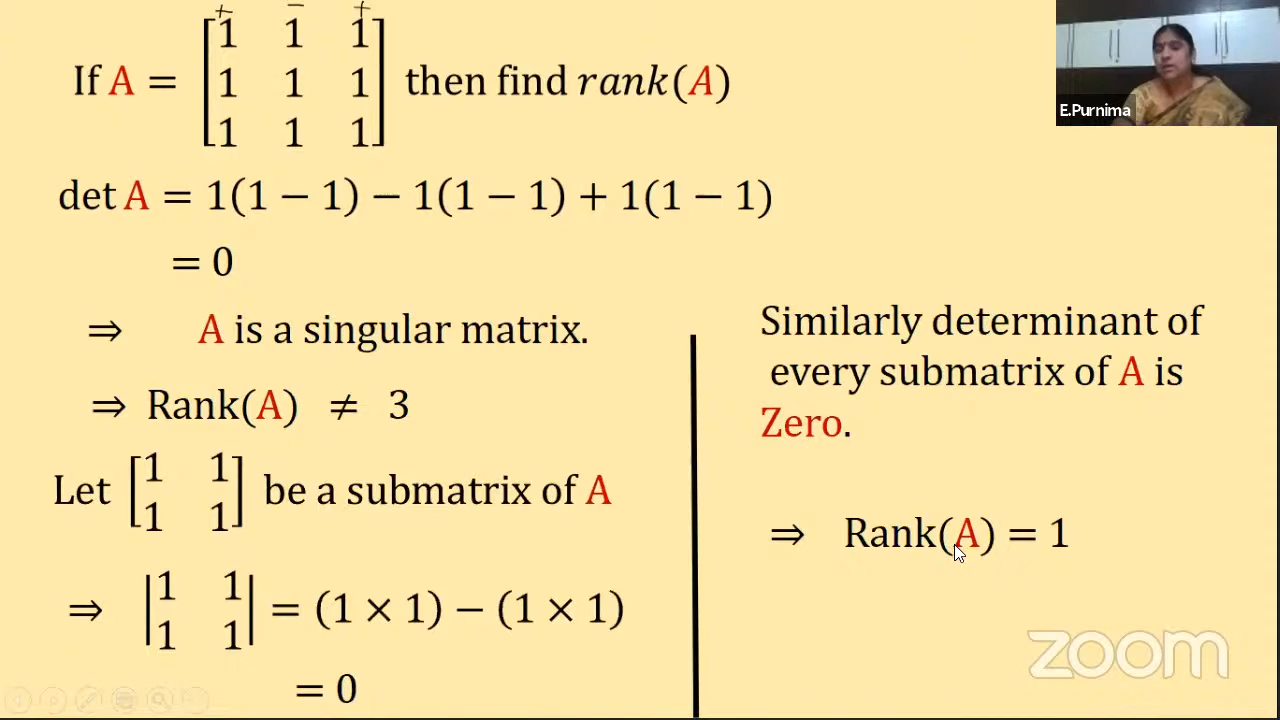 + − +
If A = [1 1 1
1 1 1
1 1 1] then find rank(A)
det A = 1(1 − 1) − 1(1 − 1) + 1(1 − 1)
= 0
⇒ A is a singular matrix.
⇒ Rank(A) ≠ 3
Let [1 1
1 1] be a submatrix of A
⇒ |1 1
1 1| = (1 × 1) − (1 × 1)
= 0
Similarly determinant of
every submatrix of A is
Zero.
⇒ Rank(A) = 1
E.Purnima
zoom